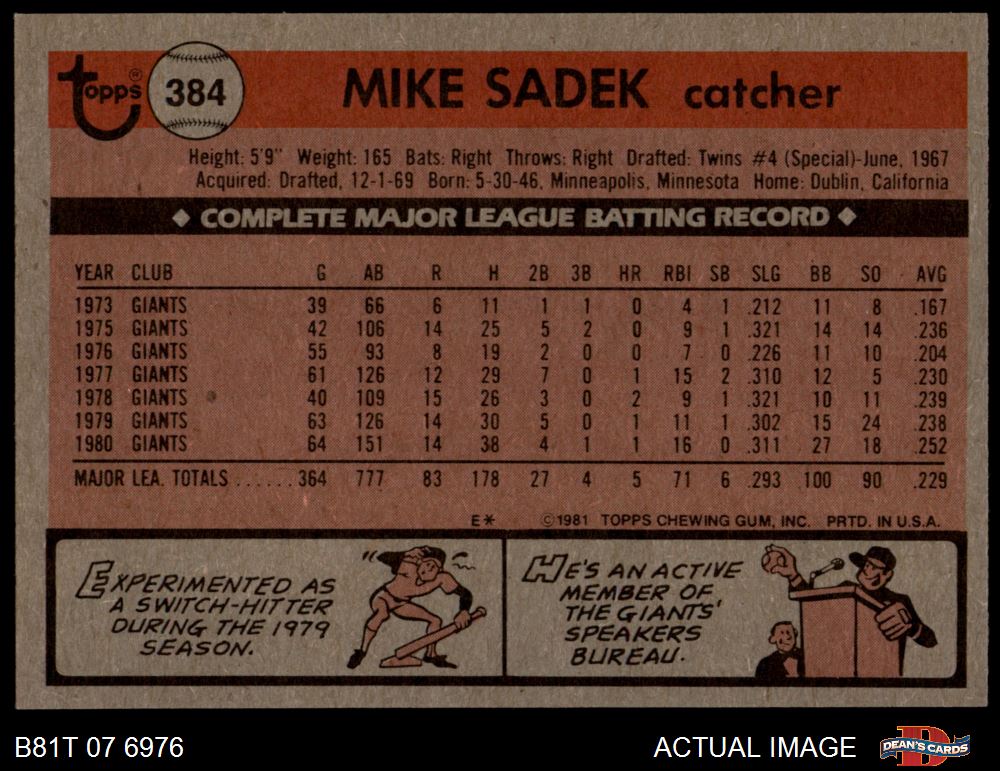 Topps® 384 MIKE SADEK catcher
Height: 5'9" Weight: 165 Bats: Right Throws: Right Drafted: Twins #4 (Special)-June, 1967
Acquired: Drafted, 12-1-69 Born: 5-30-46, Minneapolis, Minnesota Home: Dublin, California
◆ COMPLETE MAJOR LEAGUE BATTING RECORD ◆
YEAR CLUB G AB R H 2B 3B HR RBI SB SLG BB SO AVG
1973 GIANTS 39 66 6 11 1 1 0 4 1 .212 11 8 .167
1975 GIANTS 42 106 14 25 5 2 0 9 1 .321 14 14 .236
1976 GIANTS 55 93 8 19 2 0 0 7 0 .226 11 10 .204
1977 GIANTS 61 126 12 29 7 0 1 15 2 .310 12 5 .230
1978 GIANTS 40 109 15 26 3 0 2 9 1 .321 10 11 .239
1979 GIANTS 63 126 14 30 5 0 1 11 1 .302 15 24 .238
1980 GIANTS 64 151 14 38 4 1 1 16 0 .311 27 18 .252
MAJOR LEA. TOTALS ...... 364 777 83 178 27 4 5 71 6 .293 100 90 .229
E* ©1981 TOPPS CHEWING GUM, INC. PRTD. IN U.S.A.
EXPERIMENTED AS
A SWITCH-HITTER
DURING THE 1979
SEASON.
HE'S AN ACTIVE
MEMBER OF
THE GIANTS'
SPEAKERS
BUREAU.
B81T 07 6976 ACTUAL IMAGE DEAN'S CARDS